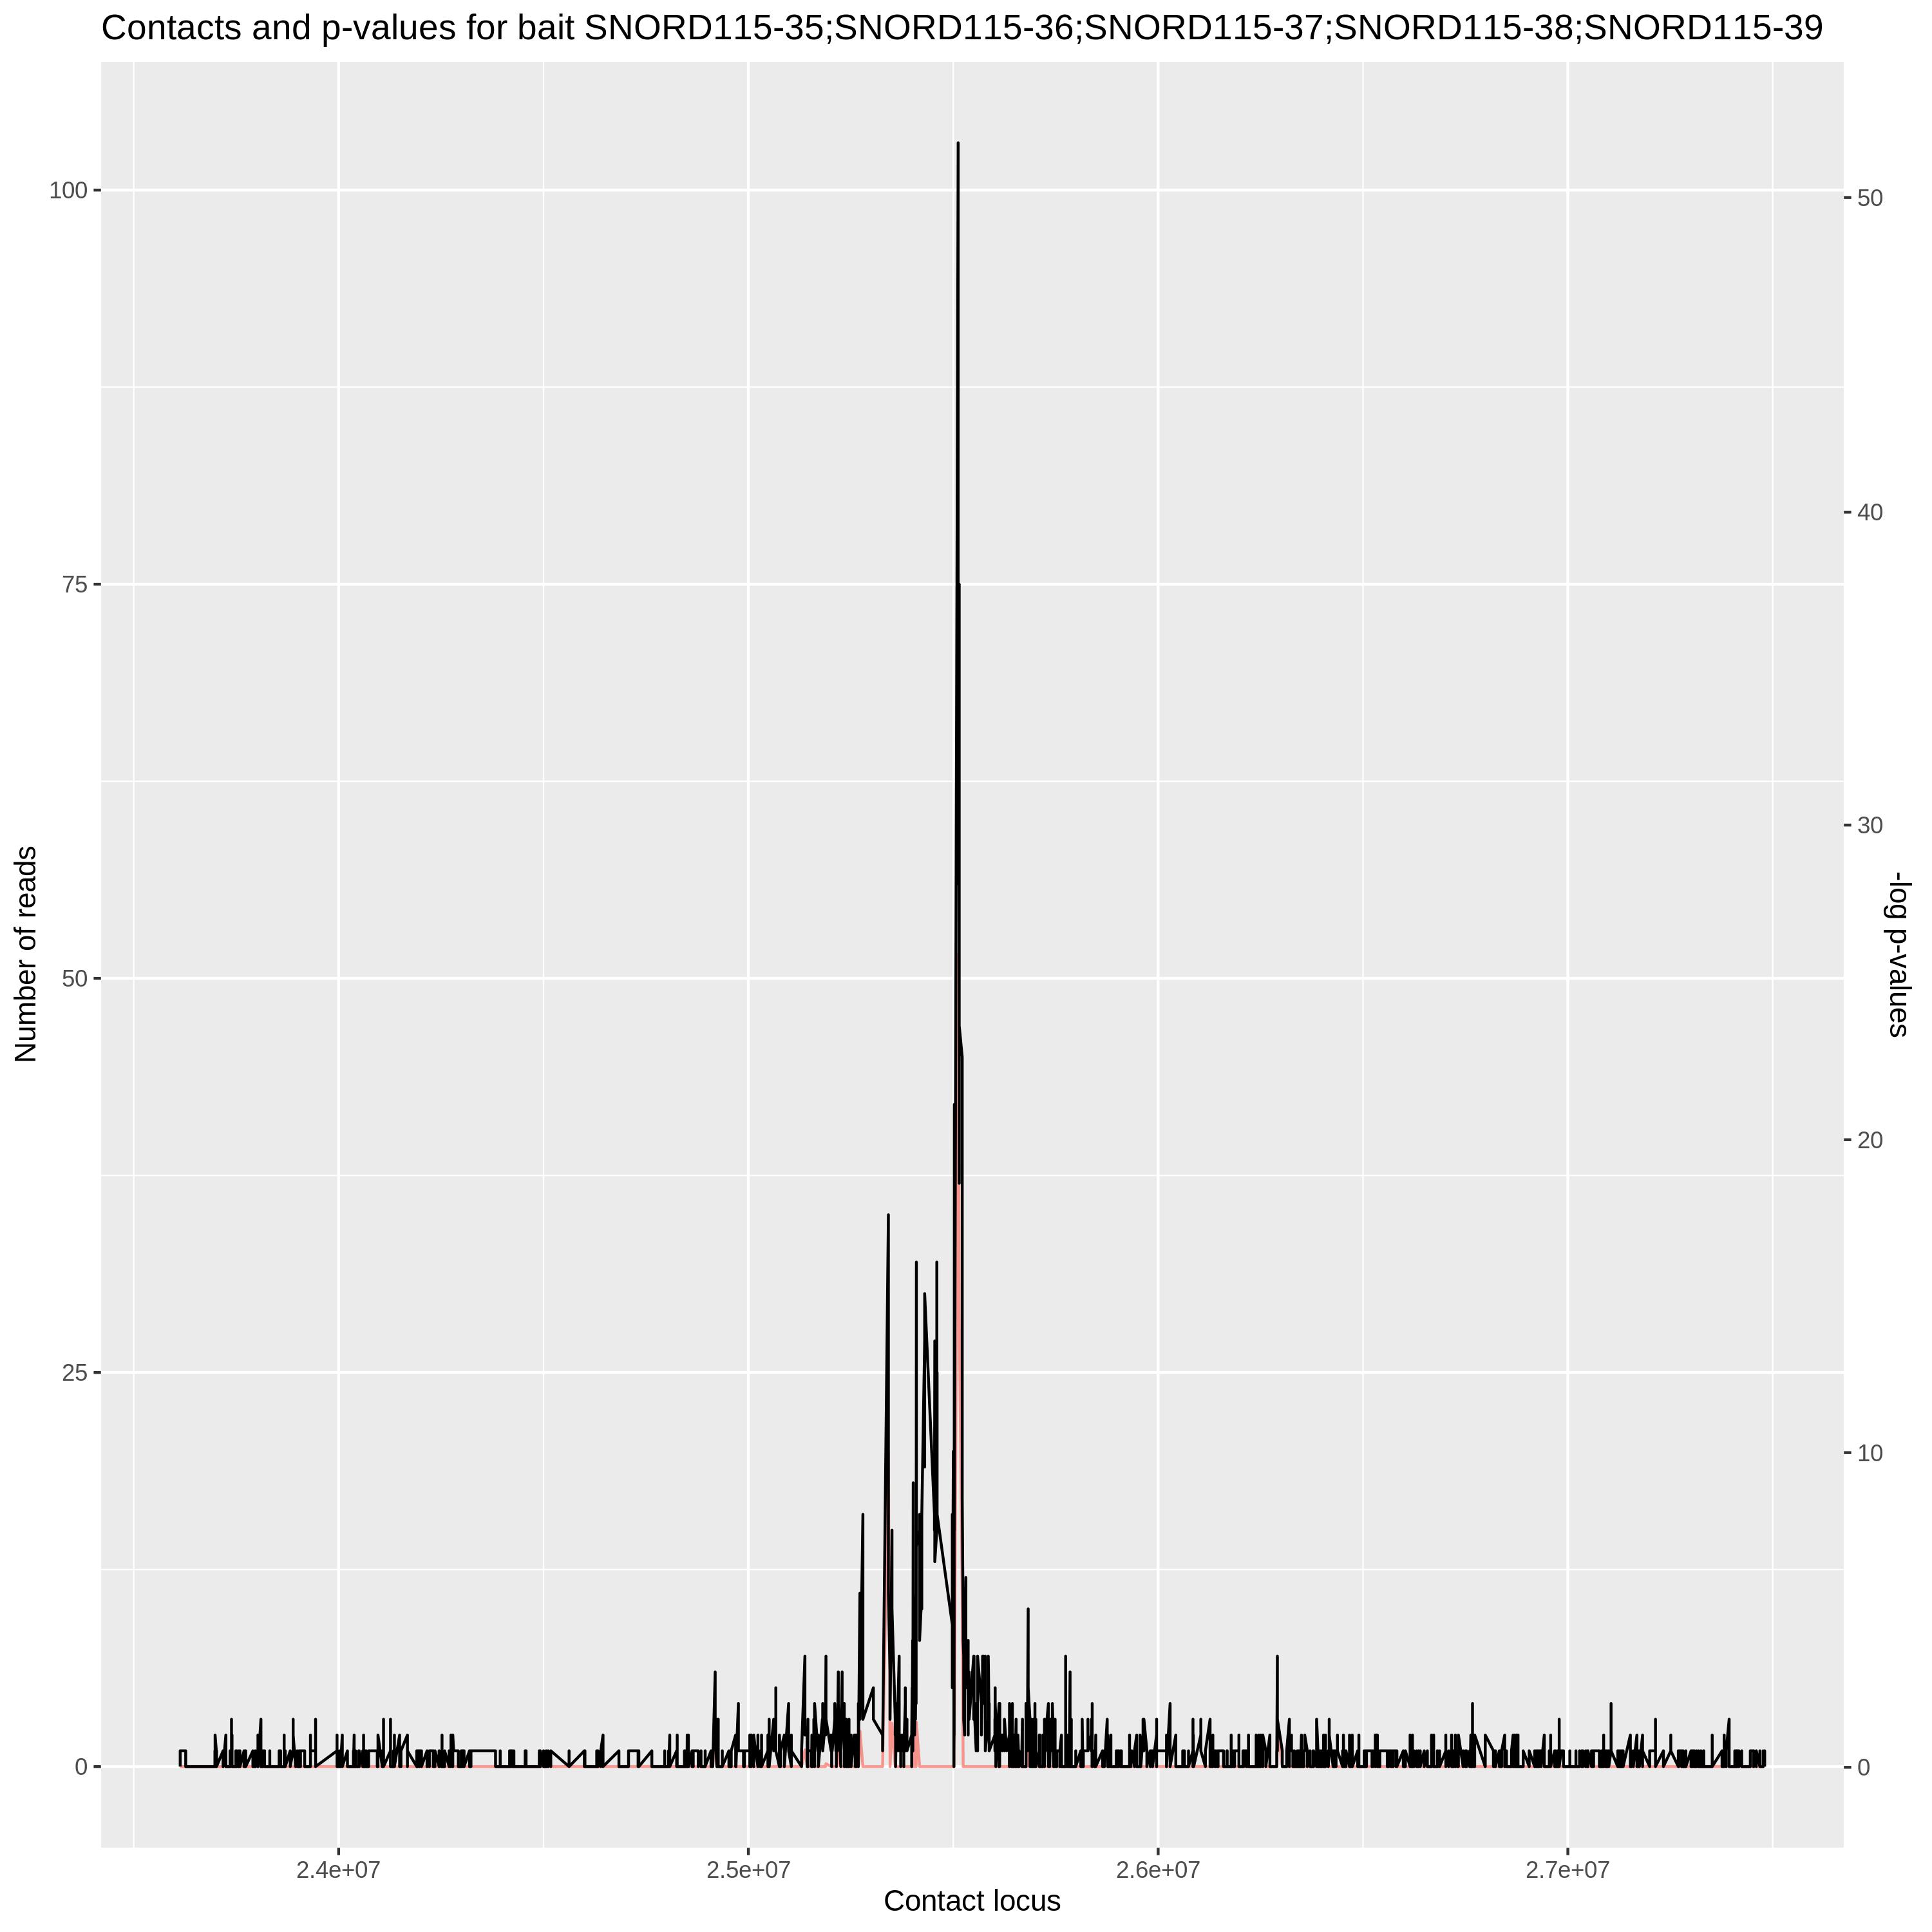 Contacts and p-values for bait SNORD115-35;SNORD115-36;SNORD115-37;SNORD115-38;SNORD115-39
100
75
50
25
0
Number of reads
50
40
30
20
10
0
-log p-values
2.4e+07
2.5e+07
2.6e+07
2.7e+07
Contact locus